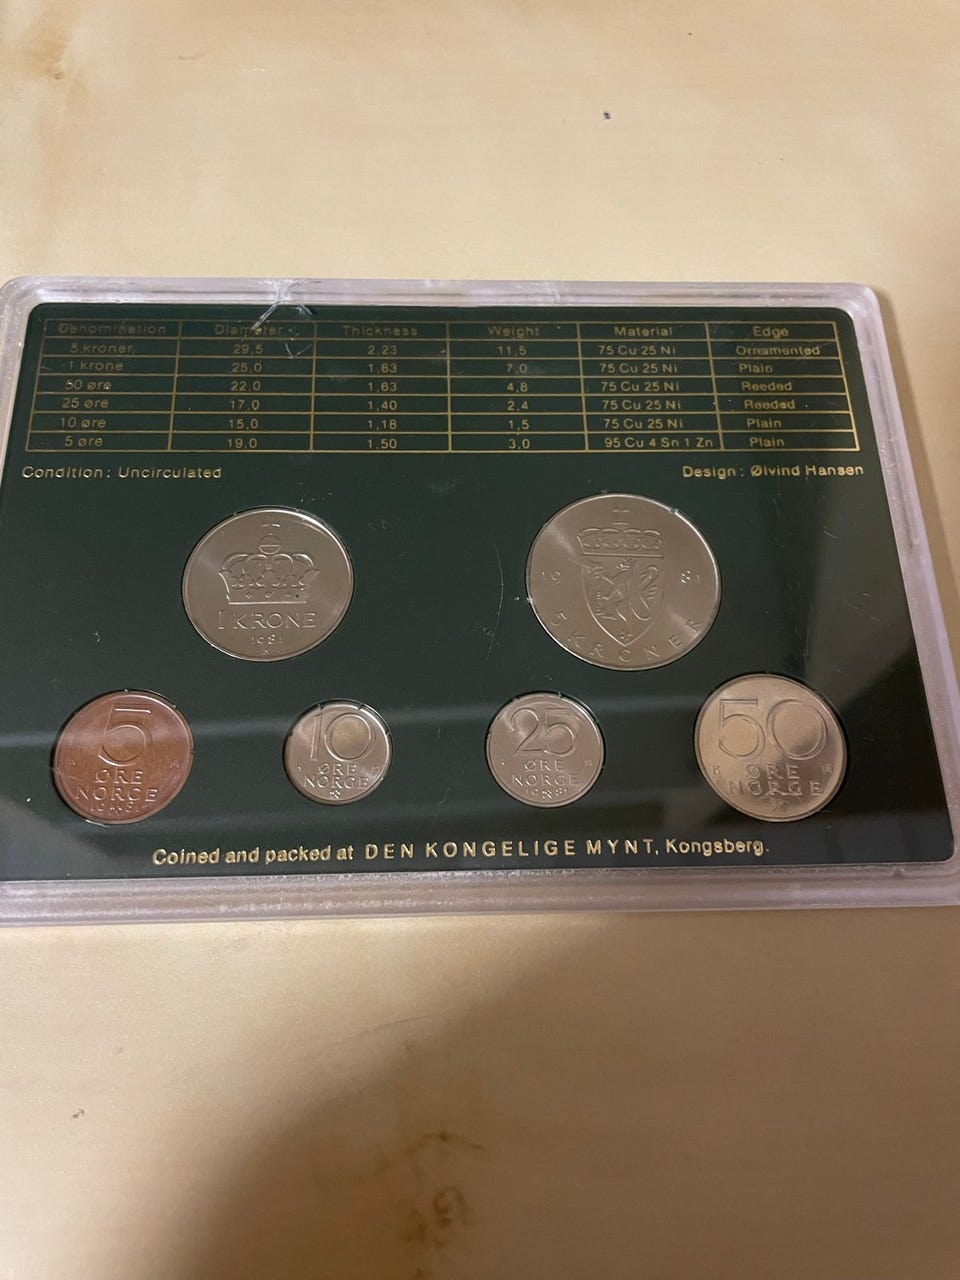 Denomination Diameter Thickness Weight Material Edge
5 kroner 29,5 2,23 11,5 75 Cu 25 Ni Ornamented
1 krone 25,0 1,83 7,0 75 Cu 25 Ni Plain
50 øre 22,0 1,63 4,8 75 Cu 25 Ni Reeded
25 øre 17,0 1,40 2,4 75 Cu 25 Ni Reeded
10 øre 15,0 1,18 1,5 75 Cu 25 Ni Plain
5 øre 19,0 1,50 3,0 95 Cu 4 Sn 1 Zn Plain
Condition: Uncirculated Design: Øivind Hansen
1 KRONE
1981
1981
5 KRONER
5
ØRE
NORGE
1981
10
ØRE
NORGE
25
ØRE
NORGE
1981
50
K
ØRE
NORGE
Coined and packed at DEN KONGELIGE MYNT, Kongsberg.